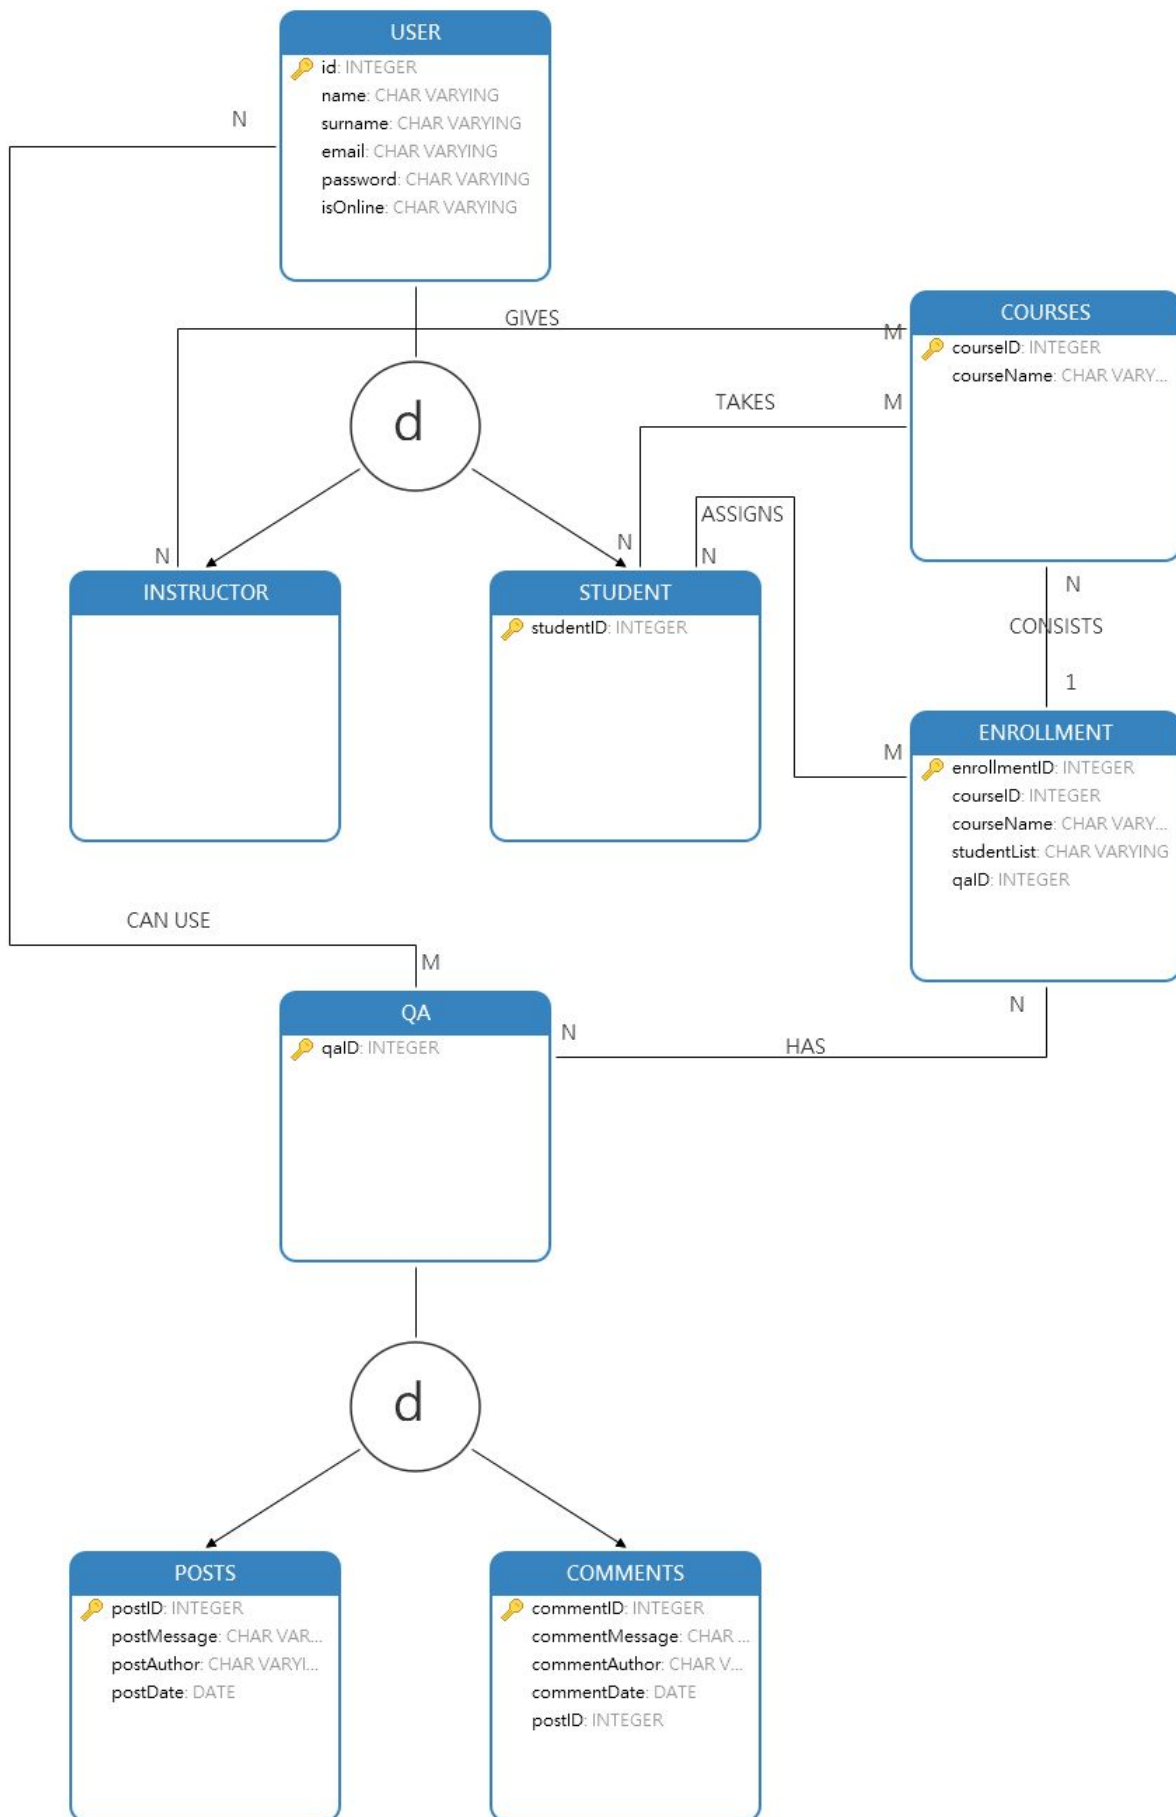 USER
id: INTEGER
name: CHAR VARYING
surname: CHAR VARYING
email: CHAR VARYING
password: CHAR VARYING
isOnline: CHAR VARYING
N
GIVES
M
COURSES
courseID: INTEGER
courseName: CHAR VARY...
TAKES
M
d
ASSIGNS
N
N
N
INSTRUCTOR
STUDENT
studentID: INTEGER
N
CONSISTS
1
M
ENROLLMENT
enrollmentID: INTEGER
courseID: INTEGER
courseName: CHAR VARY...
studentList: CHAR VARYING
qaID: INTEGER
CAN USE
M
QA
qaID: INTEGER
N
HAS
N
d
POSTS
postID: INTEGER
postMessage: CHAR VAR...
postAuthor: CHAR VARYI...
postDate: DATE
COMMENTS
commentID: INTEGER
commentMessage: CHAR ...
commentAuthor: CHAR V...
commentDate: DATE
postID: INTEGER